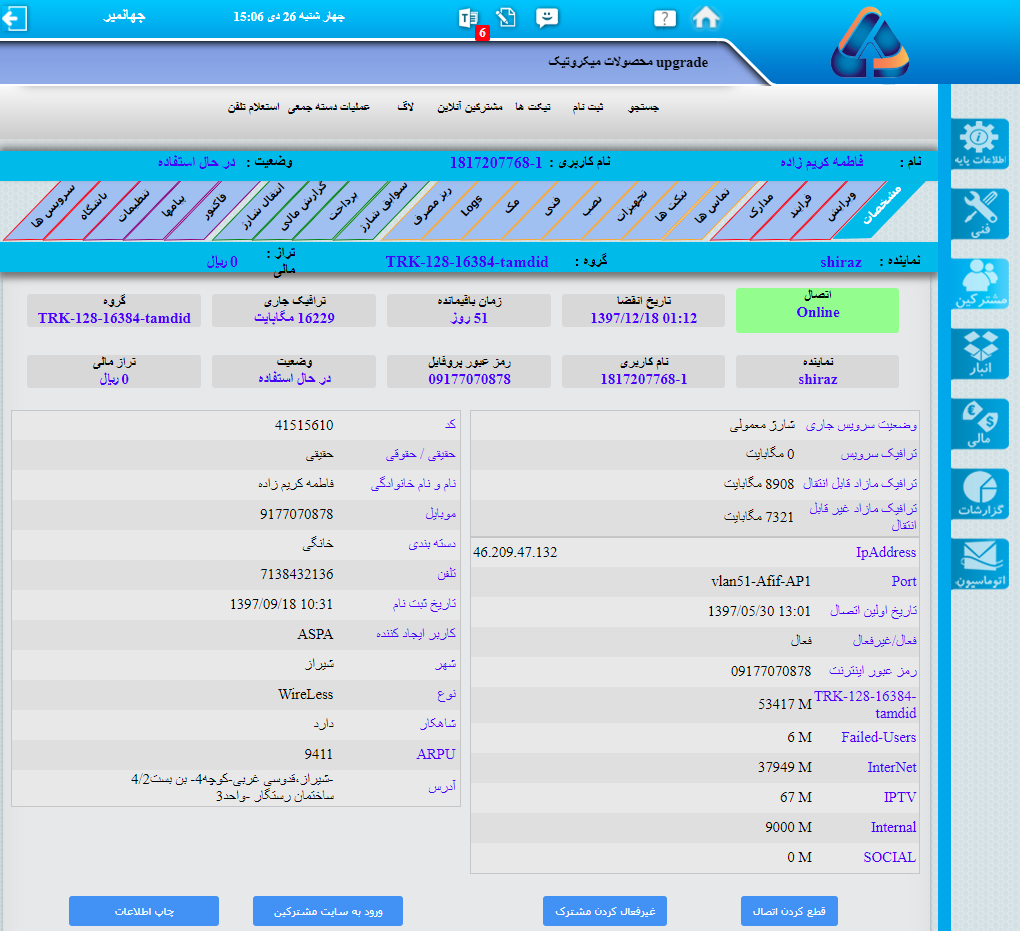 چهار شنبه 26 دی 15:06
جهانمیر
6
?
upgrade محصولات میکروتیک
جستجو
ثبت نام
تیکت ها
مشترکین آنلاین
لاگ
عملیات دسته جمعی
استعلام تلفن
نام : فاطمه کریم زاده
نام کاربری : 1817207768-1
وضعیت : در حال استفاده
مشخصات
ویرایش
فرایند
مدارک
تماس ها
تیکت ها
تجهیزات
نصب
فنی
مک
Logs
ریز مصرف
سوابق شارژ
پرداخت
گزارش مالی
انتقال شارژ
فاکتور
پیامها
تنظیمات
باشگاه
سرویس ها
نماینده : shiraz
گروه : TRK-128-16384-tamdid
تراز مالی : 0 ریال
اتصال
Online
تاریخ انقضا
1397/12/18 01:12
زمان باقیمانده
51 روز
ترافیک جاری
16229 مگابایت
گروه
TRK-128-16384-tamdid
نماینده
shiraz
نام کاربری
1817207768-1
رمز عبور پروفایل
09177070878
وضعیت
در حال استفاده
تراز مالی
0 ریال
وضعیت سرویس جاری شارژ معمولی
ترافیک سرویس 0 مگابایت
ترافیک مازاد قابل انتقال 8908 مگابایت
ترافیک مازاد غیر قابل انتقال 7321 مگابایت
IpAddress 46.209.47.132
Port vlan51-Afif-AP1
تاریخ اولین اتصال 1397/05/30 13:01
فعال/غیرفعال فعال
رمز عبور اینترنت 09177070878
TRK-128-16384-tamdid 53417 M
Failed-Users 6 M
InterNet 37949 M
IPTV 67 M
Internal 9000 M
SOCIAL 0 M
کد 41515610
حقیقی / حقوقی حقیقی
نام و نام خانوادگی فاطمه کریم زاده
موبایل 9177070878
دسته بندی خانگی
تلفن 7138432136
تاریخ ثبت نام 1397/09/18 10:31
کاربر ایجاد کننده ASPA
شهر شیراز
نوع WireLess
شاهکار دارد
ARPU 9411
آدرس -شیراز،قدوسی غربی-کوچه4- بن بست4/2
ساختمان رستگار -واحد3
قطع کردن اتصال
غیرفعال کردن مشترک
ورود به سایت مشترکین
چاپ اطلاعات
اطلاعات پایه
فنی
مشترکین
انبار
مالی
گزارشات
اتوماسیون